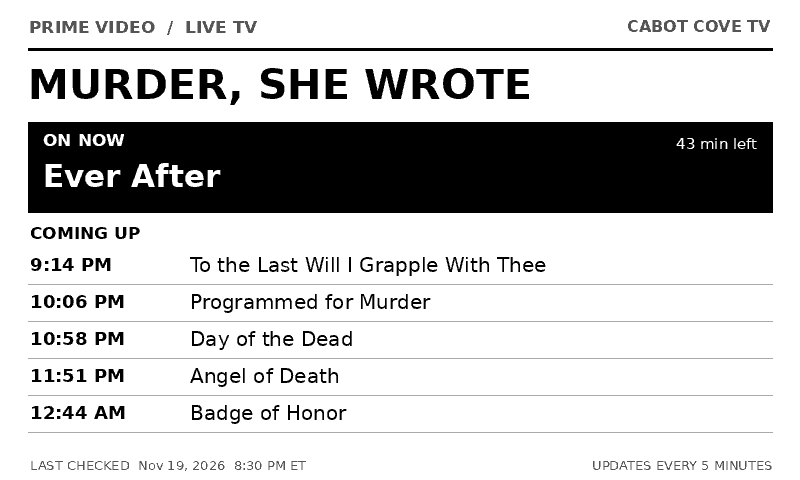 PRIME VIDEO / LIVE TV
CABOT COVE TV
MURDER, SHE WROTE
ON NOW
43 min left
Ever After
COMING UP
9:14 PM To the Last Will I Grapple With Thee
10:06 PM Programmed for Murder
10:58 PM Day of the Dead
11:51 PM Angel of Death
12:44 AM Badge of Honor
LAST CHECKED Nov 19, 2026 8:30 PM ET
UPDATES EVERY 5 MINUTES